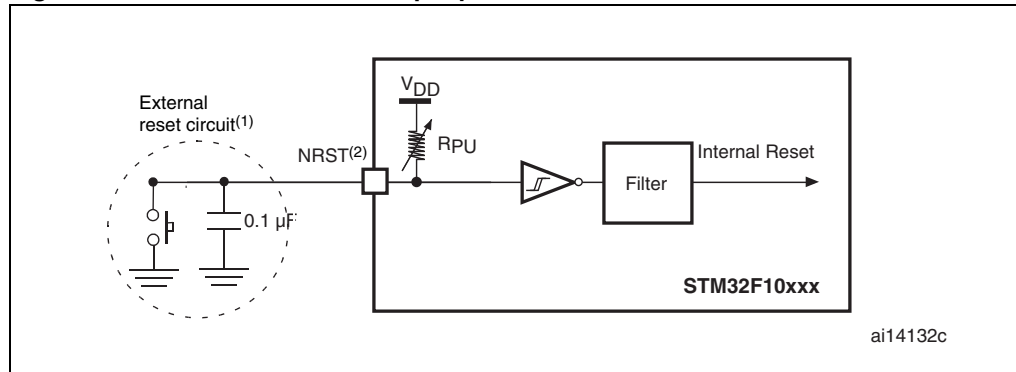 External
reset circuit(1)
VDD
RPU
NRST(2)
0.1 µF
Filter
Internal Reset
STM32F10xxx
ai14132c